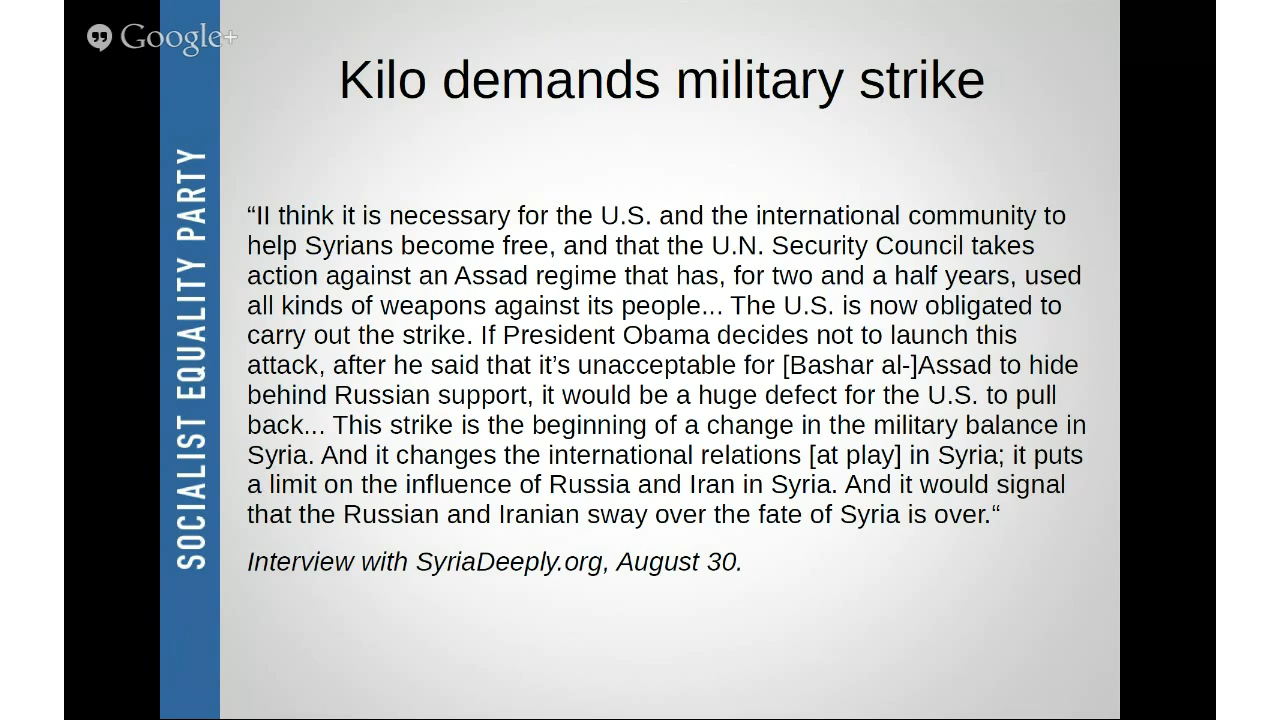 Google+
Kilo demands military strike
SOCIALIST EQUALITY PARTY
“II think it is necessary for the U.S. and the international community to
help Syrians become free, and that the U.N. Security Council takes
action against an Assad regime that has, for two and a half years, used
all kinds of weapons against its people... The U.S. is now obligated to
carry out the strike. If President Obama decides not to launch this
attack, after he said that it’s unacceptable for [Bashar al-]Assad to hide
behind Russian support, it would be a huge defect for the U.S. to pull
back... This strike is the beginning of a change in the military balance in
Syria. And it changes the international relations [at play] in Syria; it puts
a limit on the influence of Russia and Iran in Syria. And it would signal
that the Russian and Iranian sway over the fate of Syria is over.“
Interview with SyriaDeeply.org, August 30.